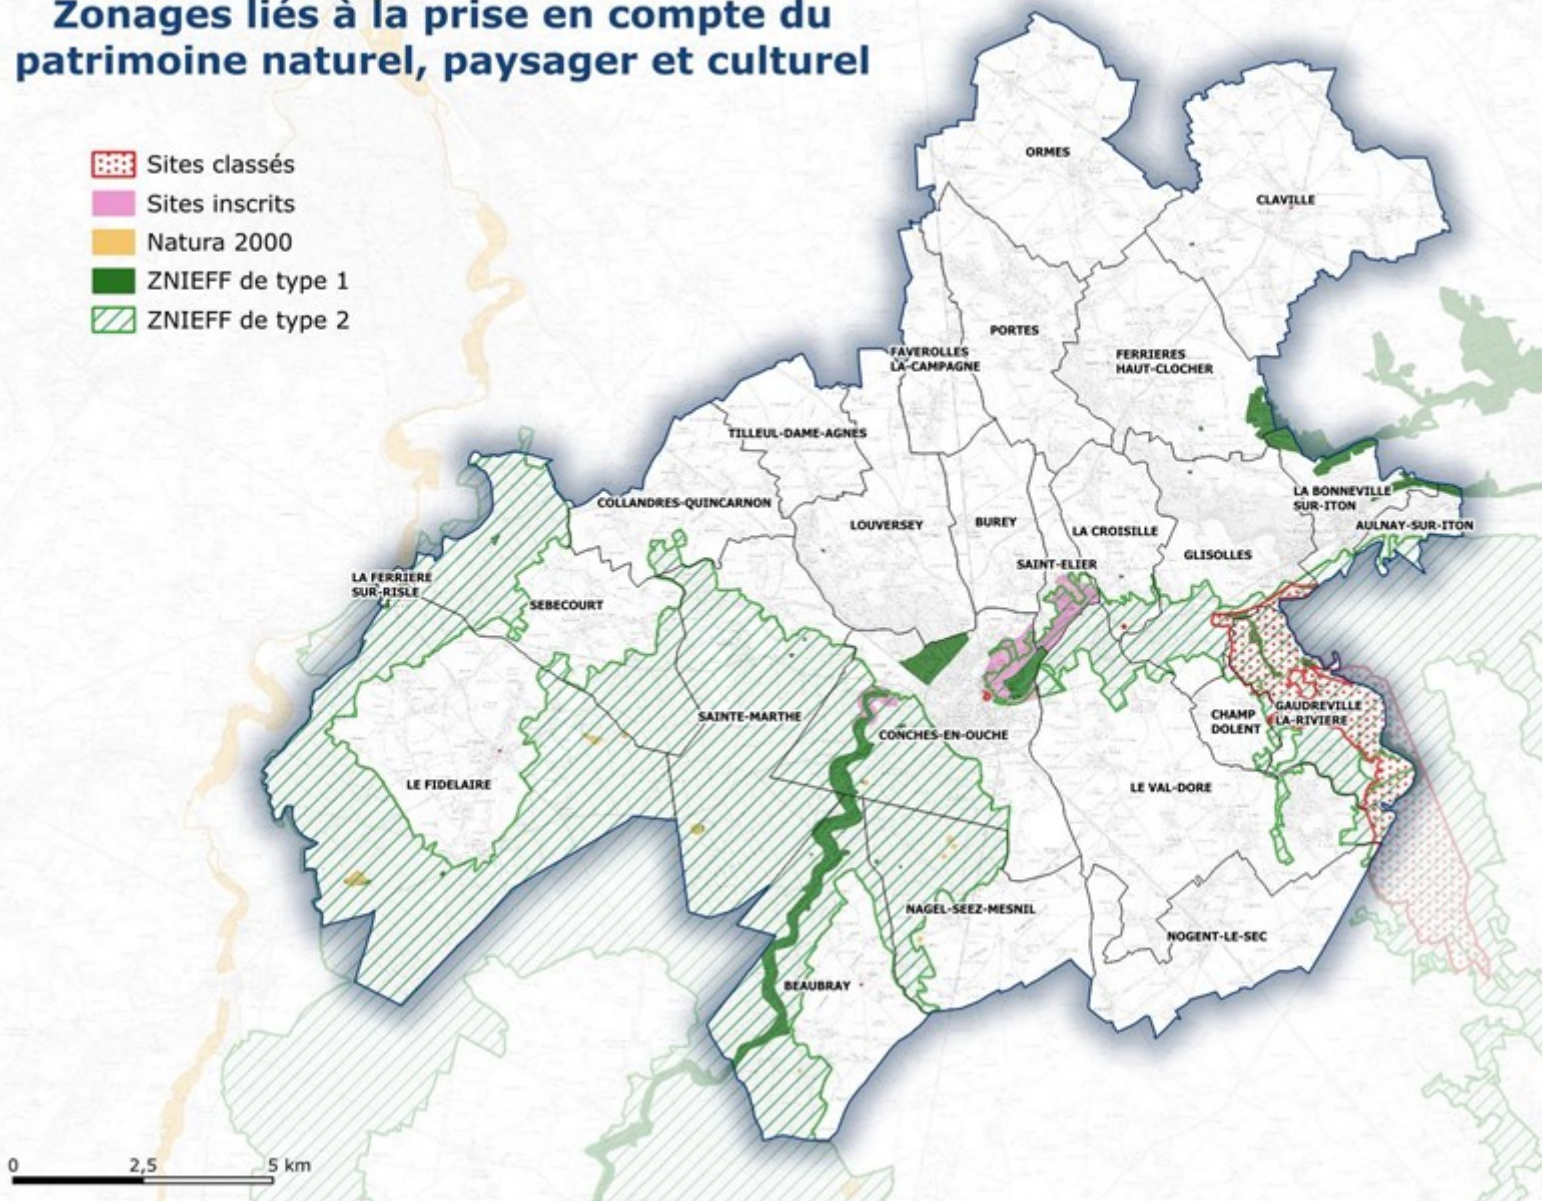 Zonages liés à la prise en compte du
patrimoine naturel, paysager et culturel
Sites classés
Sites inscrits
Natura 2000
ZNIEFF de type 1
ZNIEFF de type 2
ORMES
CLAVILLE
PORTES
FAVEROLLES
LA-CAMPAGNE
FERRIERES
HAUT-CLOCHER
TILLEUL-DAME-AGNES
COLLANDRES-QUINCARNON
LOUVERSEY
BUREY
LA CROISILLE
LA BONNEVILLE
SUR-ITON
AULNAY-SUR-ITON
GLISOLLES
SAINT-ELIER
LA FERRIERE
SUR-RISLE
SEBECOURT
SAINTE-MARTHE
CONCHES-EN-OUCHE
CHAMP
DOLENT
GAUDREVILLE
LA-RIVIERE
LE FIDELAIRE
LE VAL-DORE
NAGEL-SEEZ-MESNIL
NOGENT-LE-SEC
BEAUBRAY
0 2,5 5 km